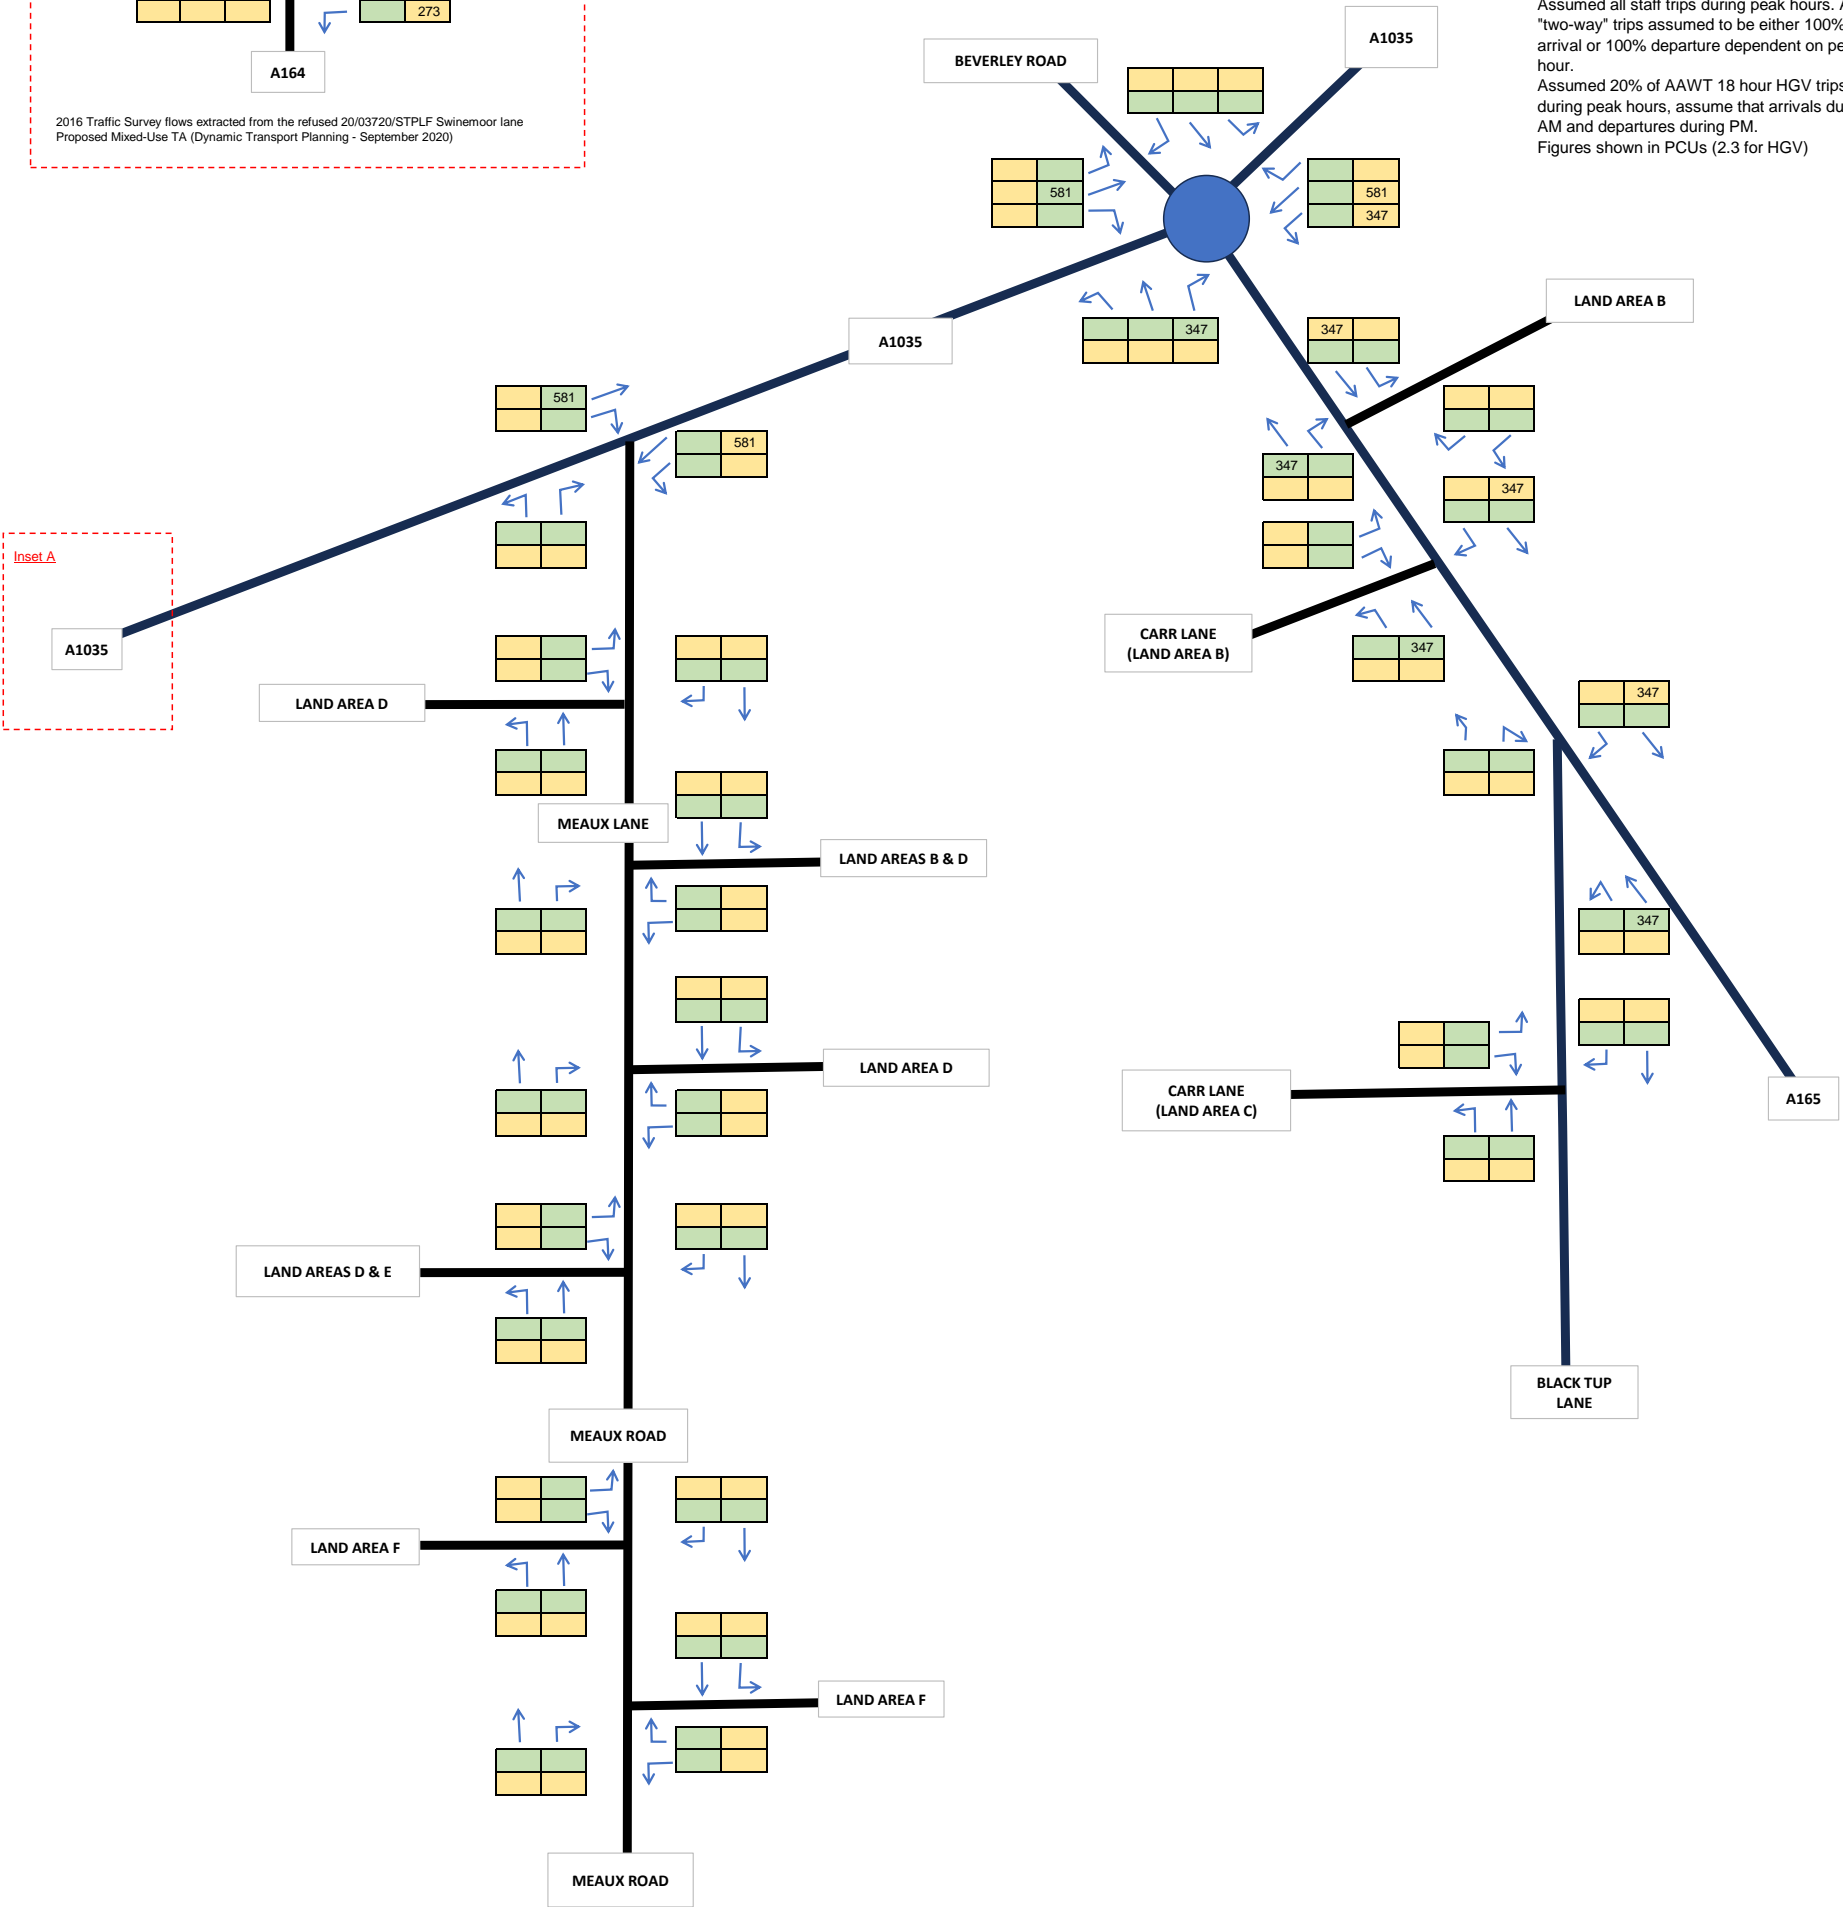 273
A164
2016 Traffic Survey flows extracted from the refused 20/03720/STPLF Swinemoor lane
Proposed Mixed-Use TA (Dynamic Transport Planning - September 2020)
Assumed all staff trips during peak hours.
"two-way" trips assumed to be either 100%
arrival or 100% departure dependent on pe
hour.
Assumed 20% of AAWT 18 hour HGV trips
during peak hours, assume that arrivals du
AM and departures during PM.
Figures shown in PCUs (2.3 for HGV)
BEVERLEY ROAD
A1035
581
581
347
347
A1035
LAND AREA B
347
581
581
347
347
Inset A
A1035
CARR LANE
(LAND AREA B)
347
347
LAND AREA D
MEAUX LANE
LAND AREAS B & D
347
LAND AREA D
CARR LANE
(LAND AREA C)
A165
LAND AREAS D & E
BLACK TUP
LANE
MEAUX ROAD
LAND AREA F
LAND AREA F
MEAUX ROAD